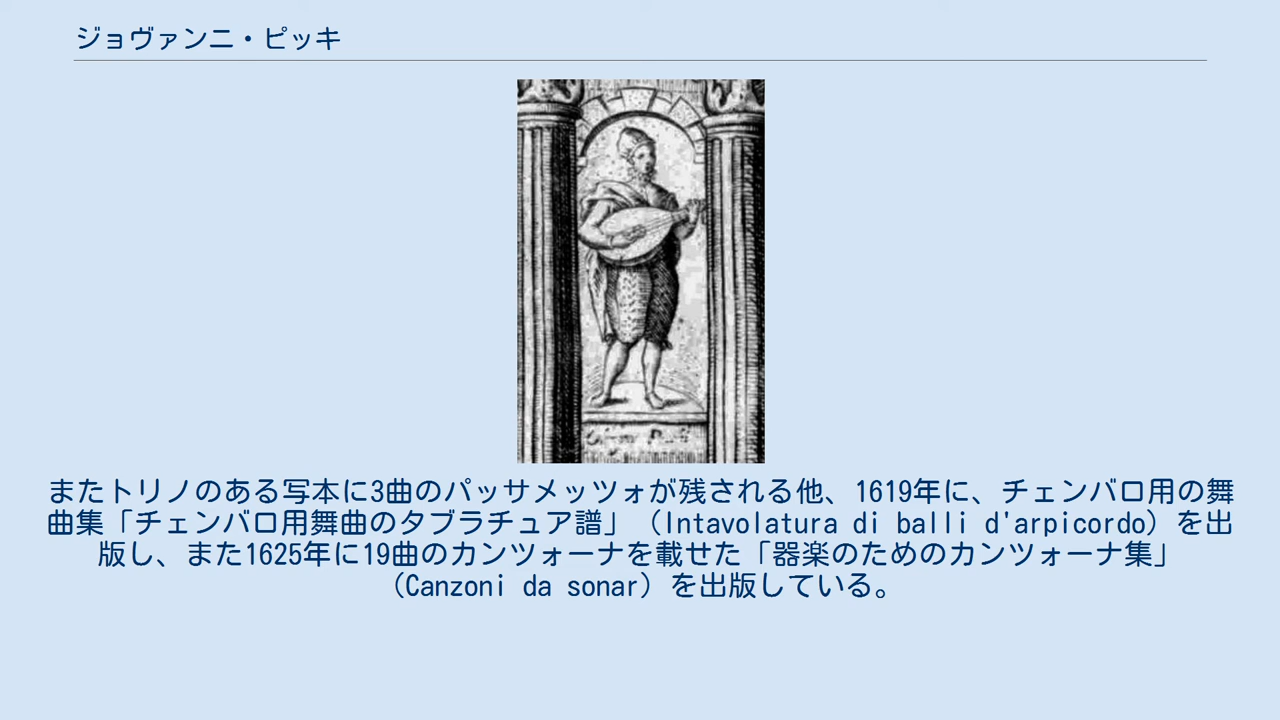 ジョヴァンニ・ピッキ
またトリノのある写本に3曲のパッサメッツォが残される他、1619年に、チェンバロ用の舞
曲集「チェンバロ用舞曲のタブラチュア譜」（Intavolatura di balli d'arpicordo）を出
版し、また1625年に19曲のカンツォーナを載せた「器楽のためのカンツォーナ集」
（Canzoni da sonar）を出版している。